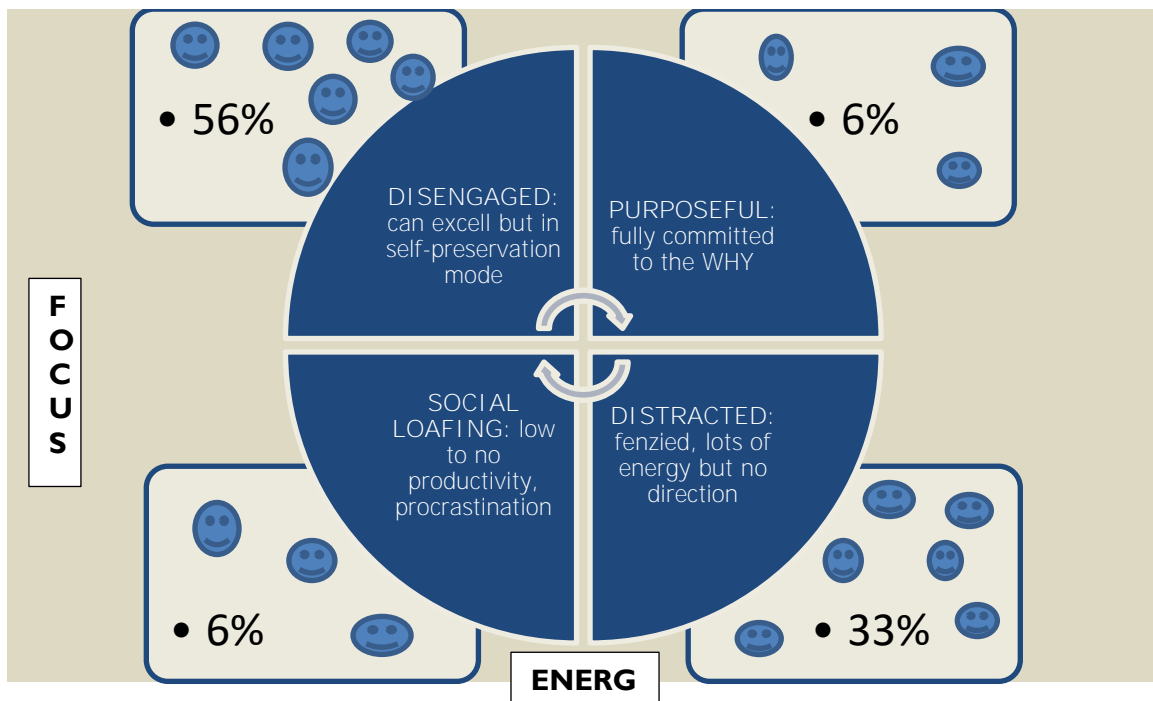 • 56%
• 6%
DISENGAGED:
can excell but in
self-preservation
mode
PURPOSEFUL:
fully committed
to the WHY
F
O
C
U
S
SOCIAL
LOAFING: low
to no
productivity,
procrastination
DISTRACTED:
fenzied, lots of
energy but no
direction
• 6%
• 33%
ENERG